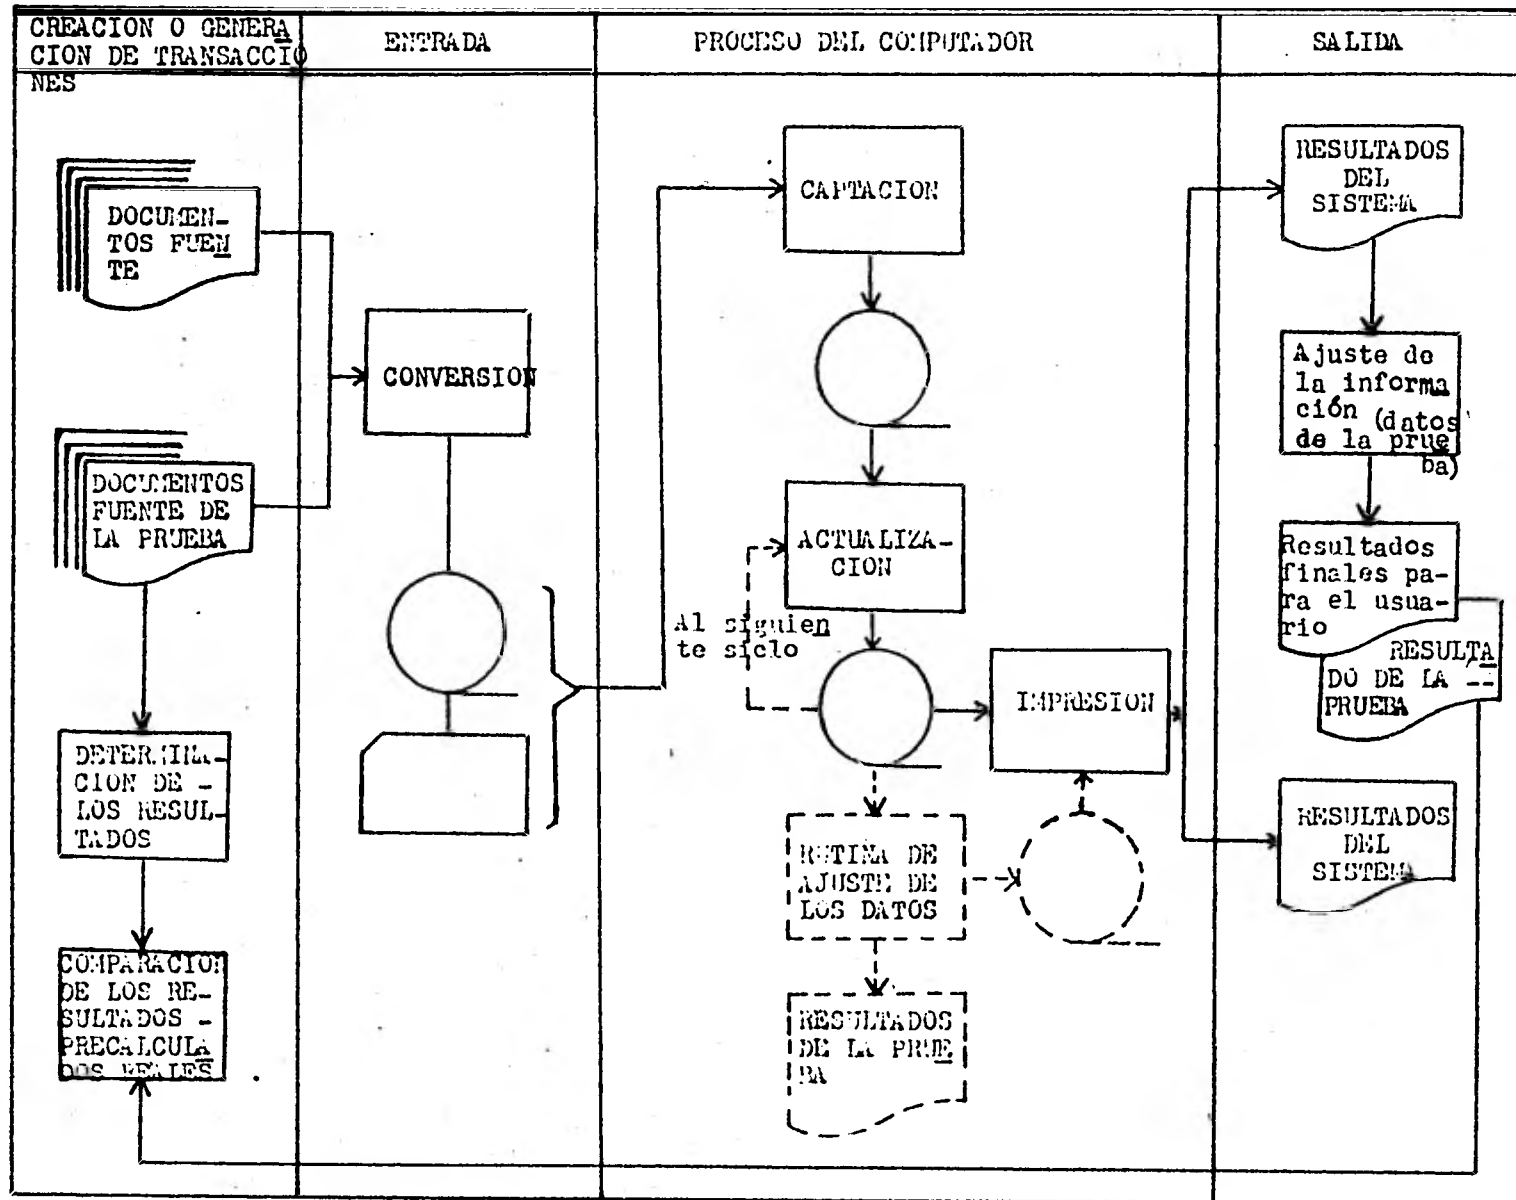 CREACION O GENERA
CION DE TRANSACCIO
NES
ENTRADA
PROCESO DEL COMPUTADOR
SALIDA
DOCUMEN-
TOS FUEN
TE
DOCUMENTOS
FUENTE DE
LA PRUEBA
DETERMINA-
CION DE -
LOS RESUL-
TADOS
COMPARACION
DE LOS RE-
SULTADOS -
PRECALCULA
DOS REALES
CONVERSION
CAPTACION
ACTUALIZA-
CION
Al siguien
te siclo
IMPRESION
RUTINA DE
AJUSTE DE
LOS DATOS
RESULTADOS
DE LA PRUE
BA
RESULTADOS
DEL
SISTEMA
Ajuste de
la informa
ción (datos
de la prue
ba)
Resultados
finales pa-
ra el usua-
rio
RESULTA
DO DE LA --
PRUEBA
RESULTADOS
DEL
SISTEMA